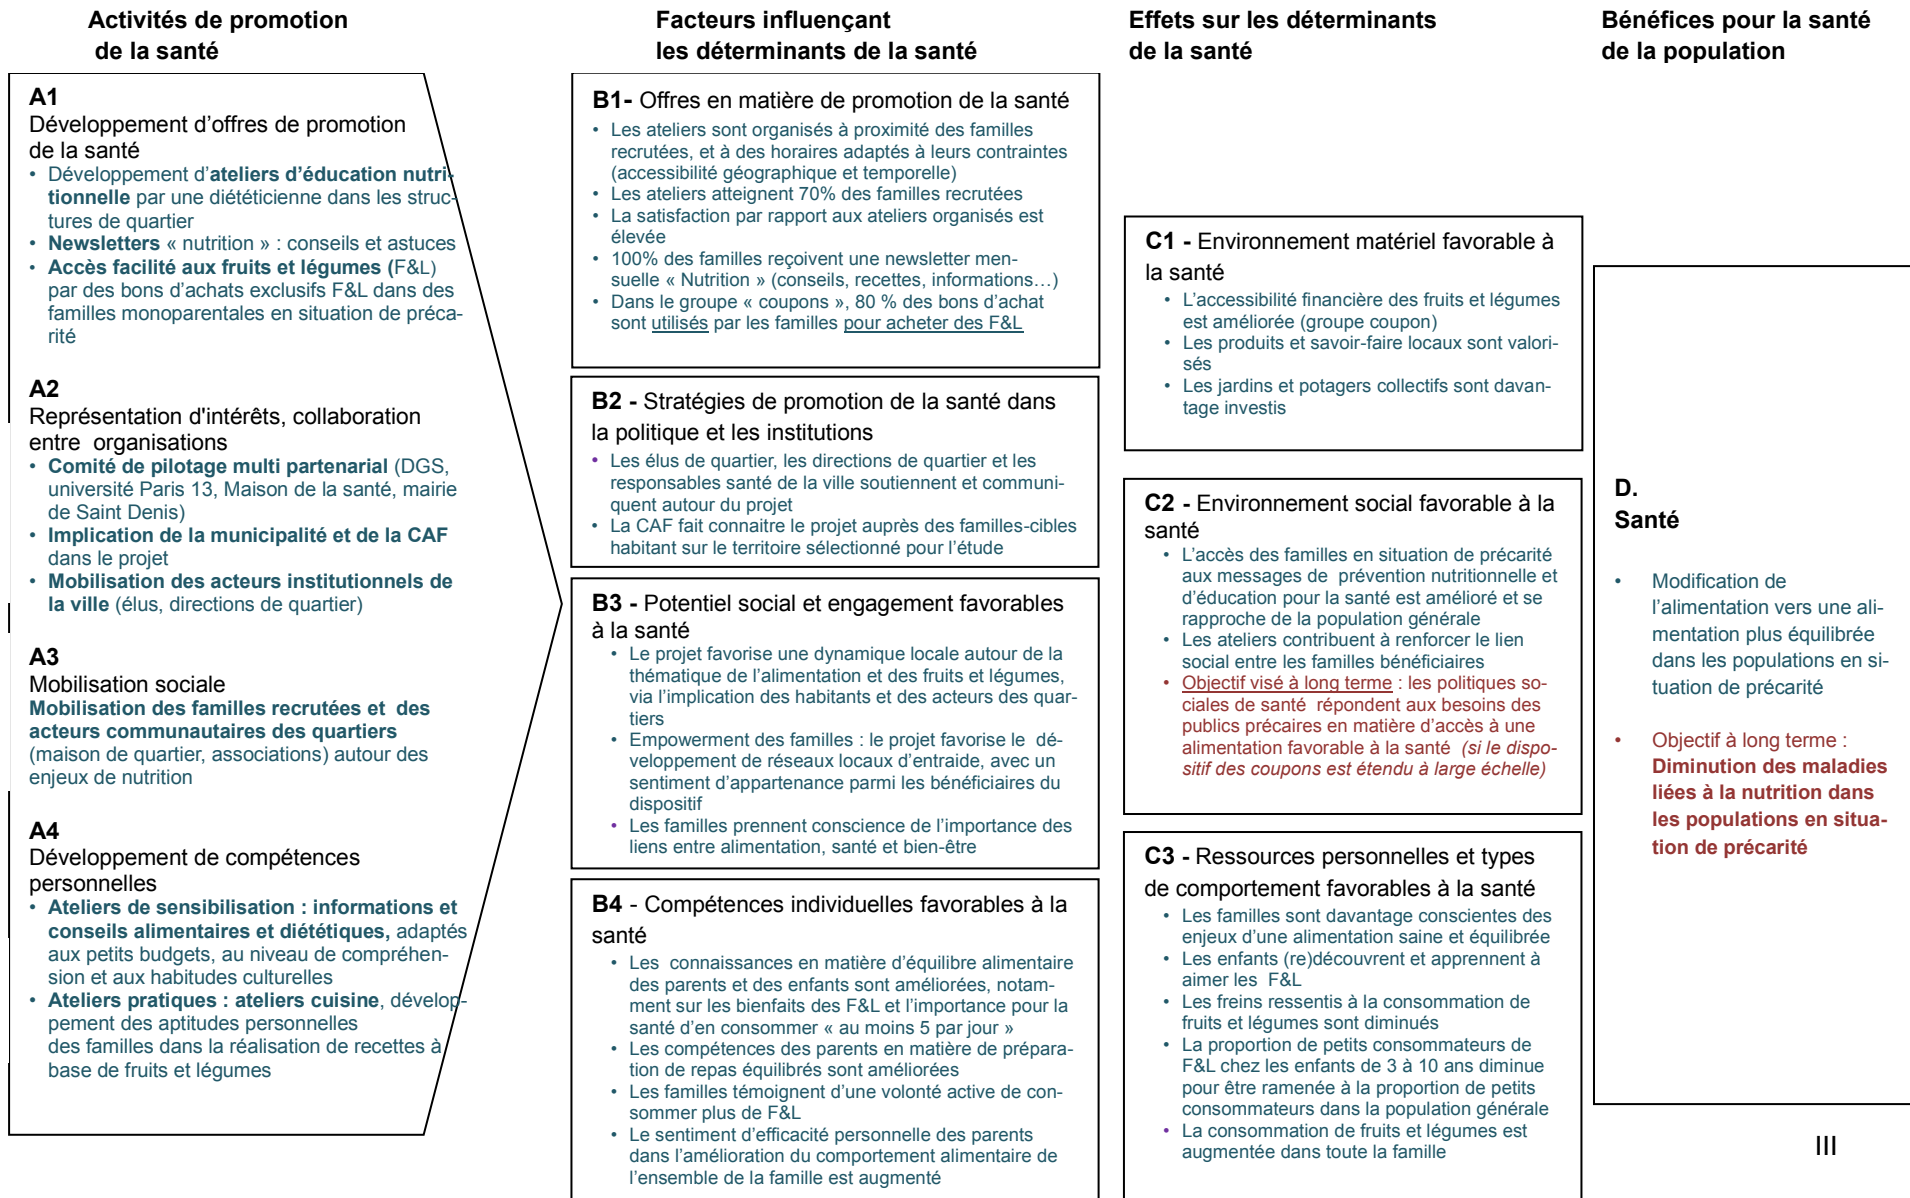 Activités de promotion
de la santé
A1
Développement d’offres de promotion
de la santé
• Développement d’ateliers d’éducation nutri-
tionnelle par une diététicienne dans les struc-
tures de quartier
• Newsletters « nutrition » : conseils et astuces
• Accès facilité aux fruits et légumes (F&L)
par des bons d’achats exclusifs F&L dans des
familles monoparentales en situation de préca-
rité
A2
Représentation d'intérêts, collaboration
entre organisations
• Comité de pilotage multi partenarial (DGS,
université Paris 13, Maison de la santé, mairie
de Saint Denis)
• Implication de la municipalité et de la CAF
dans le projet
• Mobilisation des acteurs institutionnels de
la ville (élus, directions de quartier)
A3
Mobilisation sociale
Mobilisation des familles recrutées et des
acteurs communautaires des quartiers
(maison de quartier, associations) autour des
enjeux de nutrition
A4
Développement de compétences
personnelles
• Ateliers de sensibilisation : informations et
conseils alimentaires et diététiques, adaptés
aux petits budgets, au niveau de compréhen-
sion et aux habitudes culturelles
• Ateliers pratiques : ateliers cuisine, dévelop-
pement des aptitudes personnelles
des familles dans la réalisation de recettes à
base de fruits et légumes
Facteurs influençant
les déterminants de la santé
B1- Offres en matière de promotion de la santé
• Les ateliers sont organisés à proximité des familles
recrutées, et à des horaires adaptés à leurs contraintes
(accessibilité géographique et temporelle)
• Les ateliers atteignent 70% des familles recrutées
• La satisfaction par rapport aux ateliers organisés est
élevée
• 100% des familles reçoivent une newsletter men-
suelle « Nutrition » (conseils, recettes, informations…)
• Dans le groupe « coupons », 80 % des bons d’achat
sont utilisés par les familles pour acheter des F&L
B2 - Stratégies de promotion de la santé dans
la politique et les institutions
• Les élus de quartier, les directions de quartier et les
responsables santé de la ville soutiennent et communi-
quent autour du projet
• La CAF fait connaitre le projet auprès des familles-cibles
habitant sur le territoire sélectionné pour l’étude
B3 - Potentiel social et engagement favorables
à la santé
• Le projet favorise une dynamique locale autour de la
thématique de l’alimentation et des fruits et légumes,
via l’implication des habitants et des acteurs des quar-
tiers
• Empowerment des familles : le projet favorise le dé-
veloppement de réseaux locaux d’entraide, avec un
sentiment d’appartenance parmi les bénéficiaires du
dispositif
• Les familles prennent conscience de l’importance des
liens entre alimentation, santé et bien-être
B4 - Compétences individuelles favorables à la
santé
• Les connaissances en matière d’équilibre alimentaire
des parents et des enfants sont améliorées, notam-
ment sur les bienfaits des F&L et l’importance pour la
santé d’en consommer « au moins 5 par jour »
• Les compétences des parents en matière de prépara-
tion de repas équilibrés sont améliorées
• Les familles témoignent d’une volonté active de con-
sommer plus de F&L
• Le sentiment d’efficacité personnelle des parents
dans l’amélioration du comportement alimentaire de
l’ensemble de la famille est augmenté
Effets sur les déterminants
de la santé
C1 - Environnement matériel favorable à
la santé
• L’accessibilité financière des fruits et légumes
est améliorée (groupe coupon)
• Les produits et savoir-faire locaux sont valori-
sés
• Les jardins et potagers collectifs sont davan-
tage investis
C2 - Environnement social favorable à la
santé
• L’accès des familles en situation de précarité
aux messages de prévention nutritionnelle et
d’éducation pour la santé est amélioré et se
rapproche de la population générale
• Les ateliers contribuent à renforcer le lien
social entre les familles bénéficiaires
• Objectif visé à long terme : les politiques so-
ciales de santé répondent aux besoins des
publics précaires en matière d’accès à une
alimentation favorable à la santé (si le dispo-
sitif des coupons est étendu à large échelle)
C3 - Ressources personnelles et types
de comportement favorables à la santé
• Les familles sont davantage conscientes des
enjeux d’une alimentation saine et équilibrée
• Les enfants (re)découvrent et apprennent à
aimer les F&L
• Les freins ressentis à la consommation de
fruits et légumes sont diminués
• La proportion de petits consommateurs de
F&L chez les enfants de 3 à 10 ans diminue
pour être ramenée à la proportion de petits
consommateurs dans la population générale
• La consommation de fruits et légumes est
augmentée dans toute la famille
Bénéfices pour la santé
de la population
D.
Santé
• Modification de
l’alimentation vers une ali-
mentation plus équilibrée
dans les populations en si-
tuation de précarité
• Objectif à long terme :
Diminution des maladies
liées à la nutrition dans
les populations en situa-
tion de précarité
III